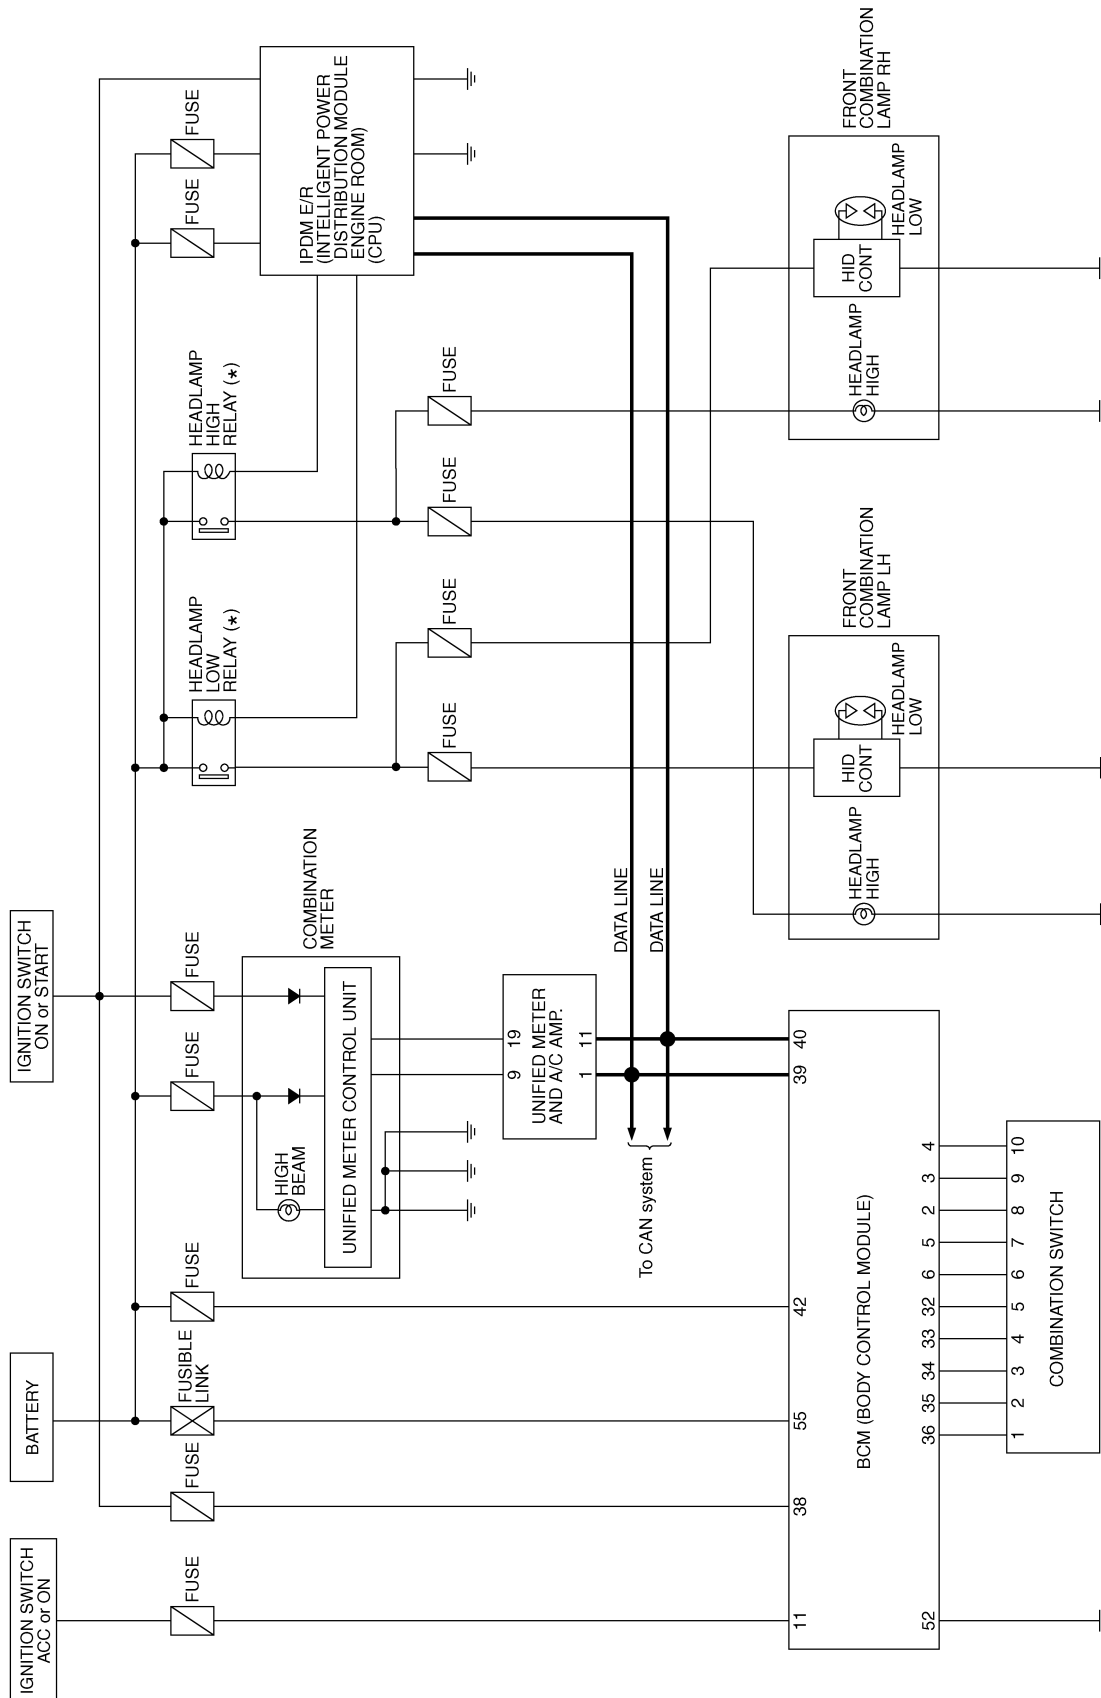 IGNITION SWITCH
ACC or ON
BATTERY
IGNITION SWITCH
ON or START
FUSE
FUSE
FUSIBLE
LINK
FUSE
FUSE
FUSE
HEADLAMP
LOW
RELAY (*)
HEADLAMP
HIGH
RELAY (*)
FUSE
FUSE
HIGH
BEAM
UNIFIED METER CONTROL UNIT
COMBINATION
METER
IPDM E/R
(INTELLIGENT POWER
DISTRIBUTION MODULE
ENGINE ROOM)
(CPU)
FUSE
FUSE
FUSE
FUSE
9
19
UNIFIED METER
AND A/C AMP.
1
11
To CAN system
DATA LINE
DATA LINE
11
38
55
42
39
40
BCM (BODY CONTROL MODULE)
52
36
35
34
33
32
6
5
2
3
4
1
2
3
4
5
6
7
8
9
10
COMBINATION SWITCH
FRONT
COMBINATION
LAMP LH
HEADLAMP
HIGH
HID
CONT
HEADLAMP
LOW
FRONT
COMBINATION
LAMP RH
HEADLAMP
HIGH
HID
CONT
HEADLAMP
LOW